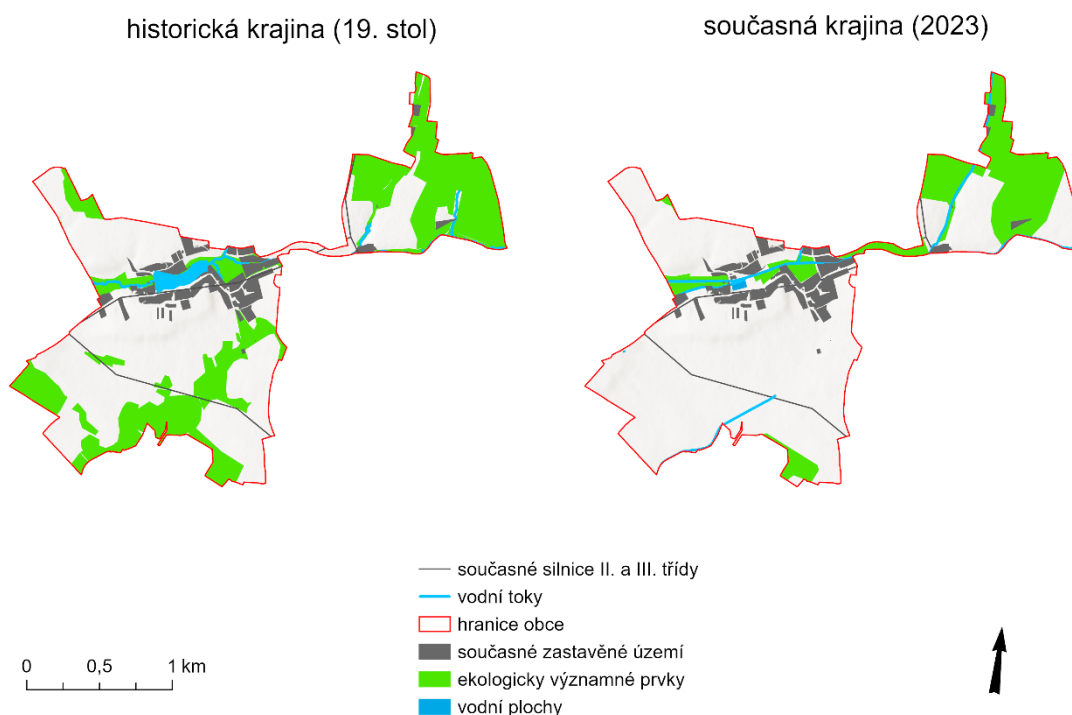 historická krajina (19. stol)
současná krajina (2023)
současné silnice II. a III. třídy
vodní toky
hranice obce
současné zastavěné území
ekologicky významné prvky
vodní plochy
0 0,5 1 km